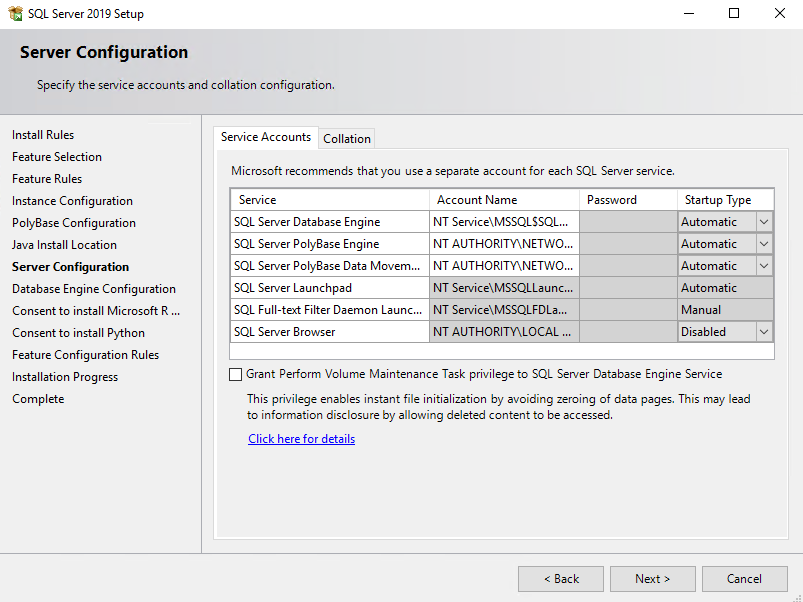 SQL Server 2019 Setup
Server Configuration
Specify the service accounts and collation configuration.
Install Rules
Feature Selection
Feature Rules
Instance Configuration
PolyBase Configuration
Java Install Location
Server Configuration
Database Engine Configuration
Consent to install Microsoft R ...
Consent to install Python
Feature Configuration Rules
Installation Progress
Complete
Service Accounts Collation
Microsoft recommends that you use a separate account for each SQL Server service.
Service Account Name Password Startup Type
SQL Server Database Engine NT Service\MSSQL$SQL... Automatic
SQL Server PolyBase Engine NT AUTHORITY\NETWO... Automatic
SQL Server PolyBase Data Movem... NT AUTHORITY\NETWO... Automatic
SQL Server Launchpad NT Service\MSSQLLaunc... Automatic
SQL Full-text Filter Daemon Launc... NT Service\MSSQLFDLa... Manual
SQL Server Browser NT AUTHORITY\LOCAL ... Disabled
Grant Perform Volume Maintenance Task privilege to SQL Server Database Engine Service
This privilege enables instant file initialization by avoiding zeroing of data pages. This may lead
to information disclosure by allowing deleted content to be accessed.
Click here for details
< Back Next > Cancel